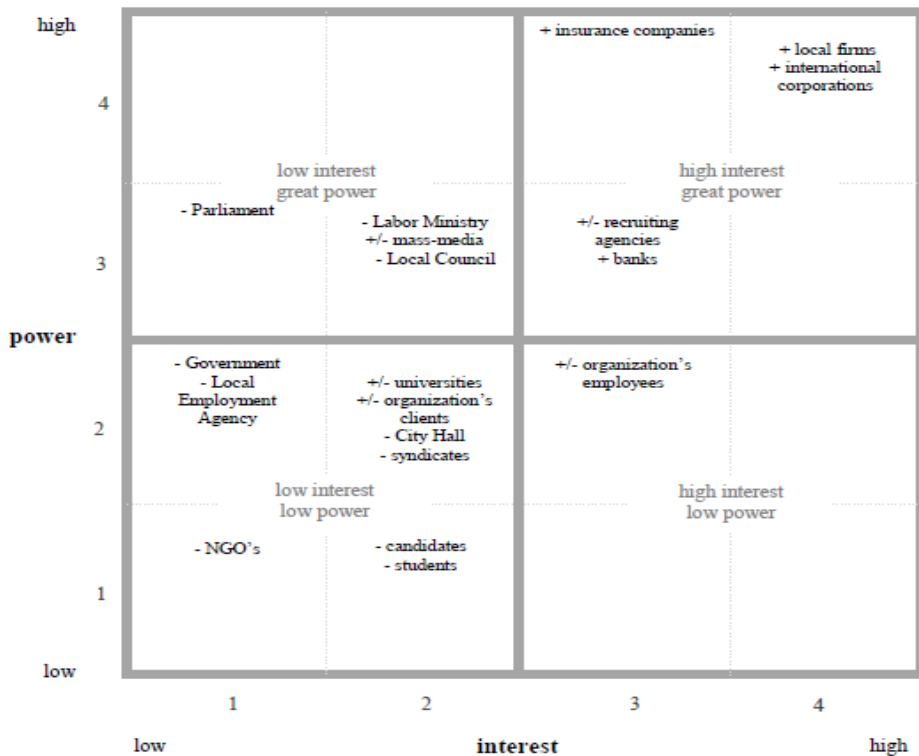 high
+ insurance companies
+ local firms
+ international
corporations
4
low interest
great power
high interest
great power
- Parliament
- Labor Ministry
+/- mass-media
- Local Council
+/- recruiting
agencies
+ banks
3
power
- Government
- Local
Employment
Agency
+/- universities
+/- organization's
clients
- City Hall
- syndicates
+/- organization's
employees
2
low interest
low power
high interest
low power
- NGO's
- candidates
- students
1
low
1
2
3
4
low
interest
high